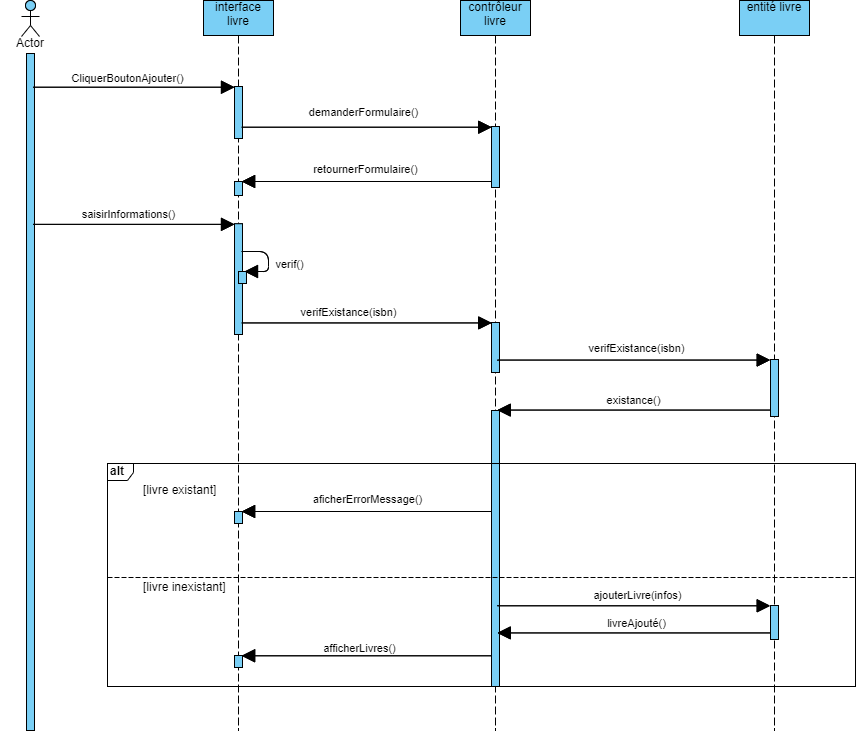 interface
livre
contrôleur
livre
entité livre
Actor
CliquerBoutonAjouter()
demanderFormulaire()
retournerFormulaire()
saisirInformations()
verif()
verifExistance(isbn)
verifExistance(isbn)
existance()
alt
[livre existant]
aficherErrorMessage()
[livre inexistant]
ajouterLivre(infos)
livreAjouté()
afficherLivres()